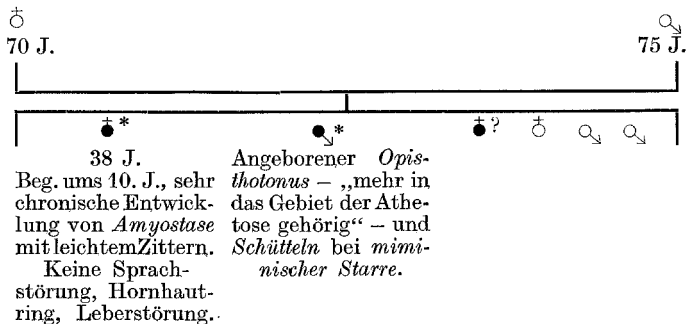 70 J.
75 J.
*
*
?
38 J.
Beg. ums 10. J., sehr
chronische Entwick-
lung von Amyostase
mit leichtem Zittern.
Keine Sprach-
störung, Hornhaut-
ring, Leberstörung.
Angeborener Opis-
thotonus – „mehr in
das Gebiet der Athe-
tose gehörig“ – und
Schütteln bei mimi-
nischer Starre.